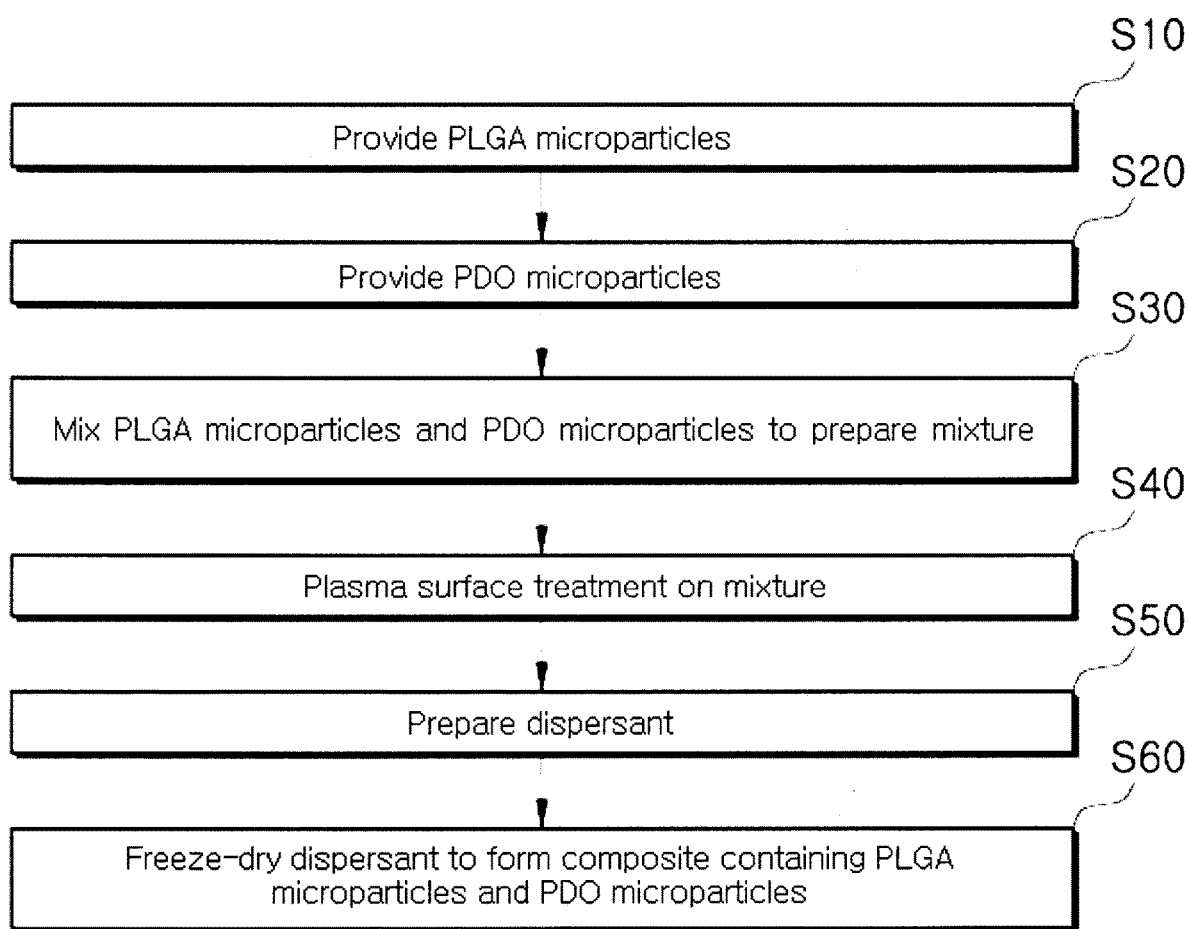 S10
Provide PLGA microparticles
S20
Provide PDO microparticles
S30
Mix PLGA microparticles and PDO microparticles to prepare mixture
S40
Plasma surface treatment on mixture
S50
Prepare dispersant
S60
Freeze-dry dispersant to form composite containing PLGA
microparticles and PDO microparticles